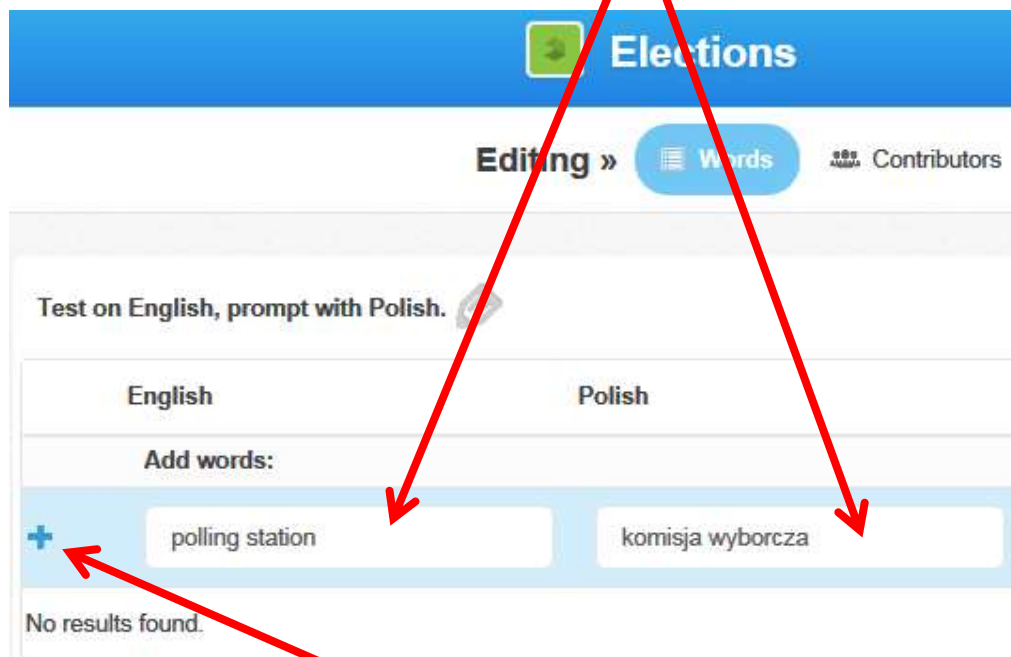 Elections
Editing » Words Contributors
Test on English, prompt with Polish.
English Polish
Add words:
polling station komisja wyborcza
No results found.